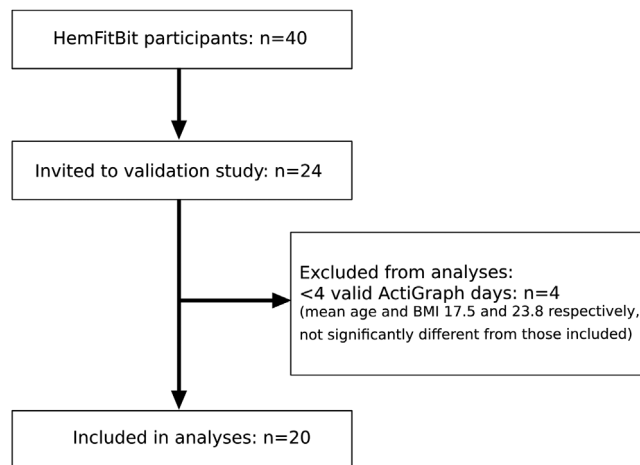 HemFitBit participants: n=40
Invited to validation study: n=24
Excluded from analyses:
<4 valid ActiGraph days: n=4
(mean age and BMI 17.5 and 23.8 respectively,
not significantly different from those included)
Included in analyses: n=20